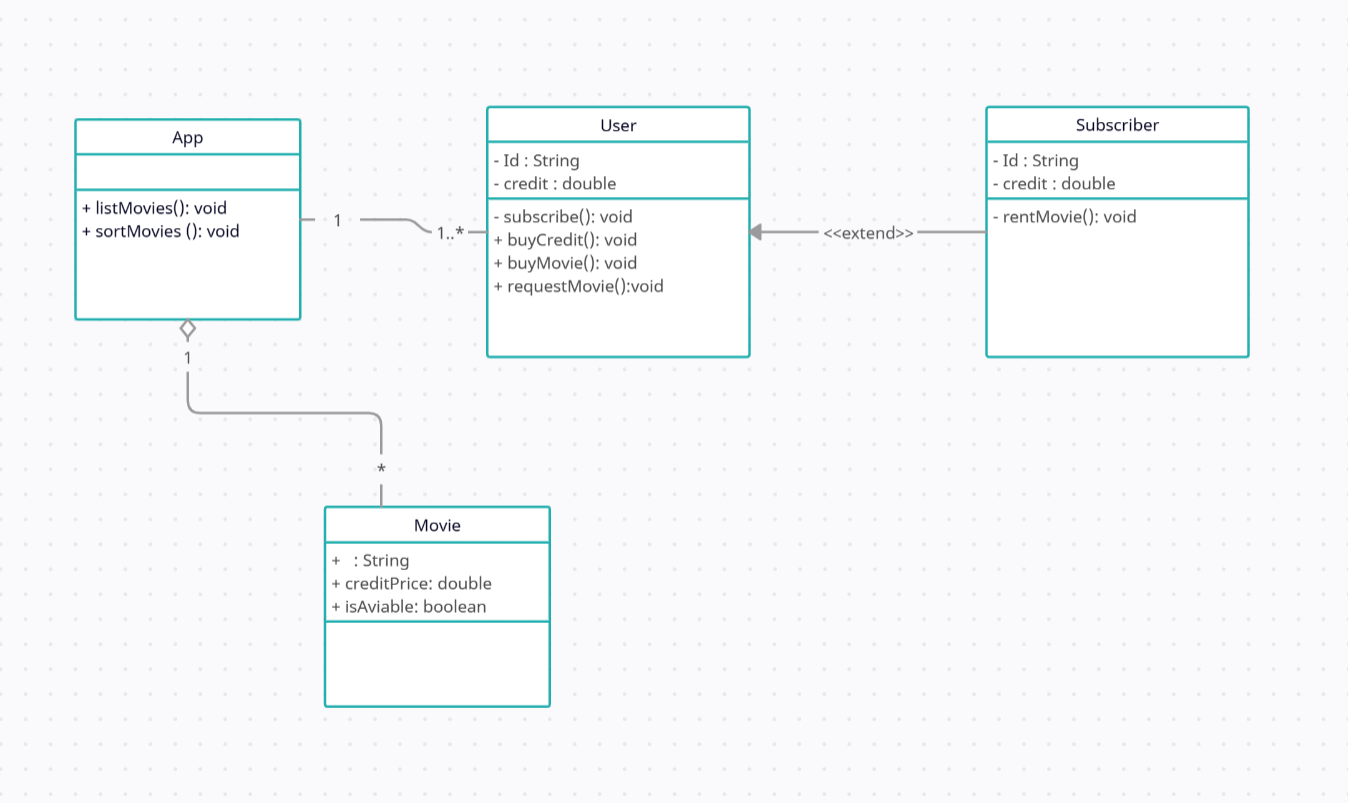 App
+ listMovies(): void
+ sortMovies (): void
1
1..*
User
- Id : String
- credit : double
- subscribe(): void
+ buyCredit(): void
+ buyMovie(): void
+ requestMovie():void
<<extend>>
Subscriber
- Id : String
- credit : double
- rentMovie(): void
1
*
Movie
+   : String
+ creditPrice: double
+ isAviable: boolean